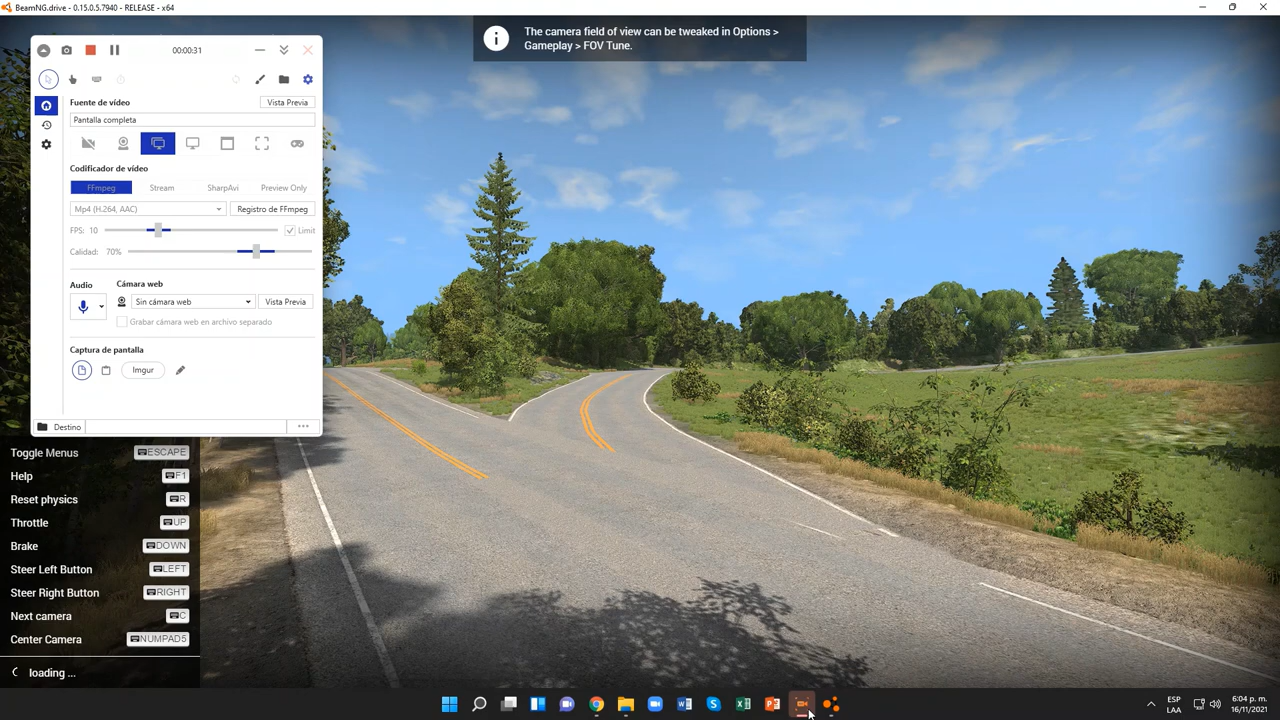 BeamNG.drive - 0.15.0.5.7940 - RELEASE - x64
The camera field of view can be tweaked in Options >
Gameplay > FOV Tune.
00:00:31
Fuente de vídeo
Vista Previa
Pantalla completa
Codificador de vídeo
FFmpeg Stream SharpAvi Preview Only
Mp4 (H.264, AAC) Registro de FFmpeg
FPS: 10 Limit
Calidad: 70%
Audio
Cámara web
Sin cámara web Vista Previa
Grabar cámara web en archivo separado
Captura de pantalla
Imgur
Destino
...
Toggle Menus ESCAPE
Help F1
Reset physics R
Throttle UP
Brake DOWN
Steer Left Button LEFT
Steer Right Button RIGHT
Next camera C
Center Camera NUMPAD5
loading ...
ESP
LAA
6:04 p. m.
16/11/2021